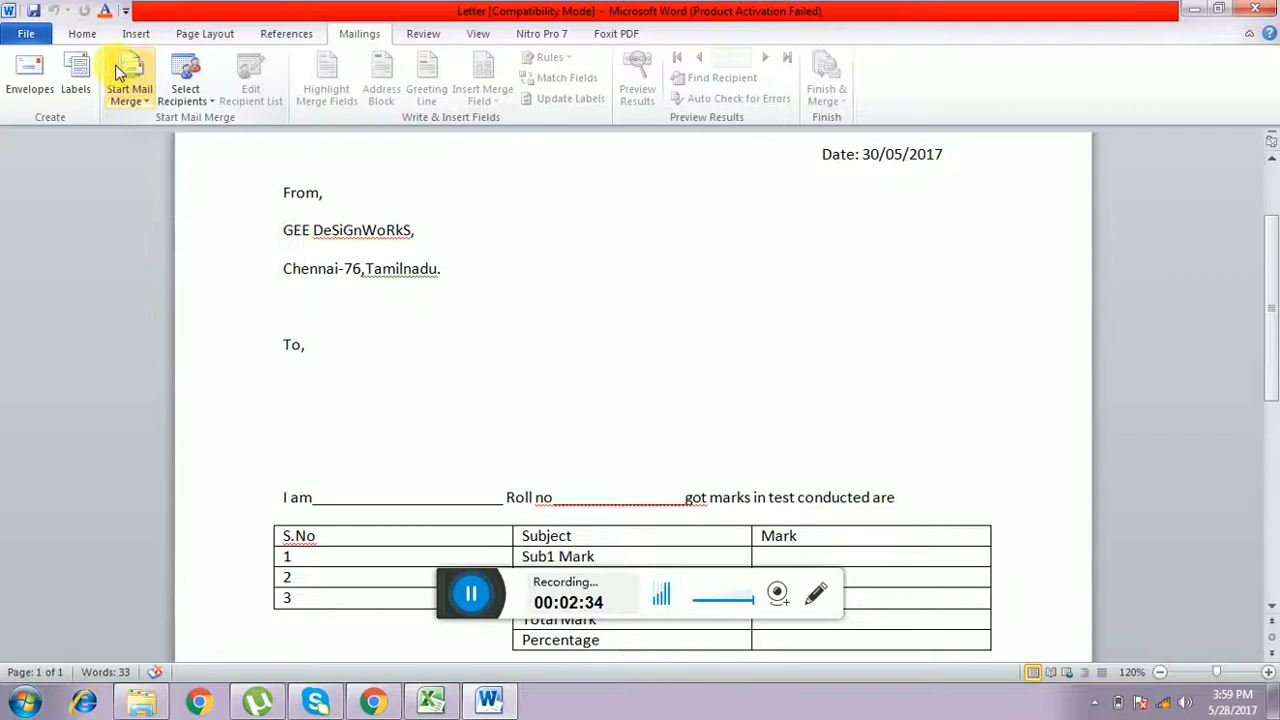 Letter [Compatibility Mode] - Microsoft Word (Product Activation Failed)
File Home Insert Page Layout References Mailings Review View Nitro Pro 7 Foxit PDF
Envelopes Labels Start Mail Merge Select Recipients Edit Recipient List Highlight Merge Fields Address Block Greeting Line Insert Merge Field Rules Match Fields Update Labels Preview Results Find Recipient Auto Check for Errors Finish & Merge
Create Start Mail Merge Write & Insert Fields Preview Results Finish
Date: 30/05/2017
From,
GEE DeSiGnWoRkS,
Chennai-76,Tamilnadu.
To,
I am______________________ Roll no_______________got marks in test conducted are
S.No Subject Mark
1 Sub1 Mark
2
3
Total Mark
Percentage
Recording...
00:02:34
Page: 1 of 1 Words: 33 120%
3:59 PM
5/28/2017